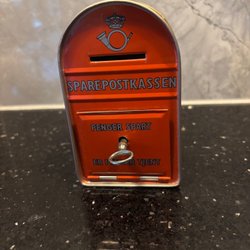 SPAREPOSTKASSEN
PENGER SPART
ER PENGER TJENT